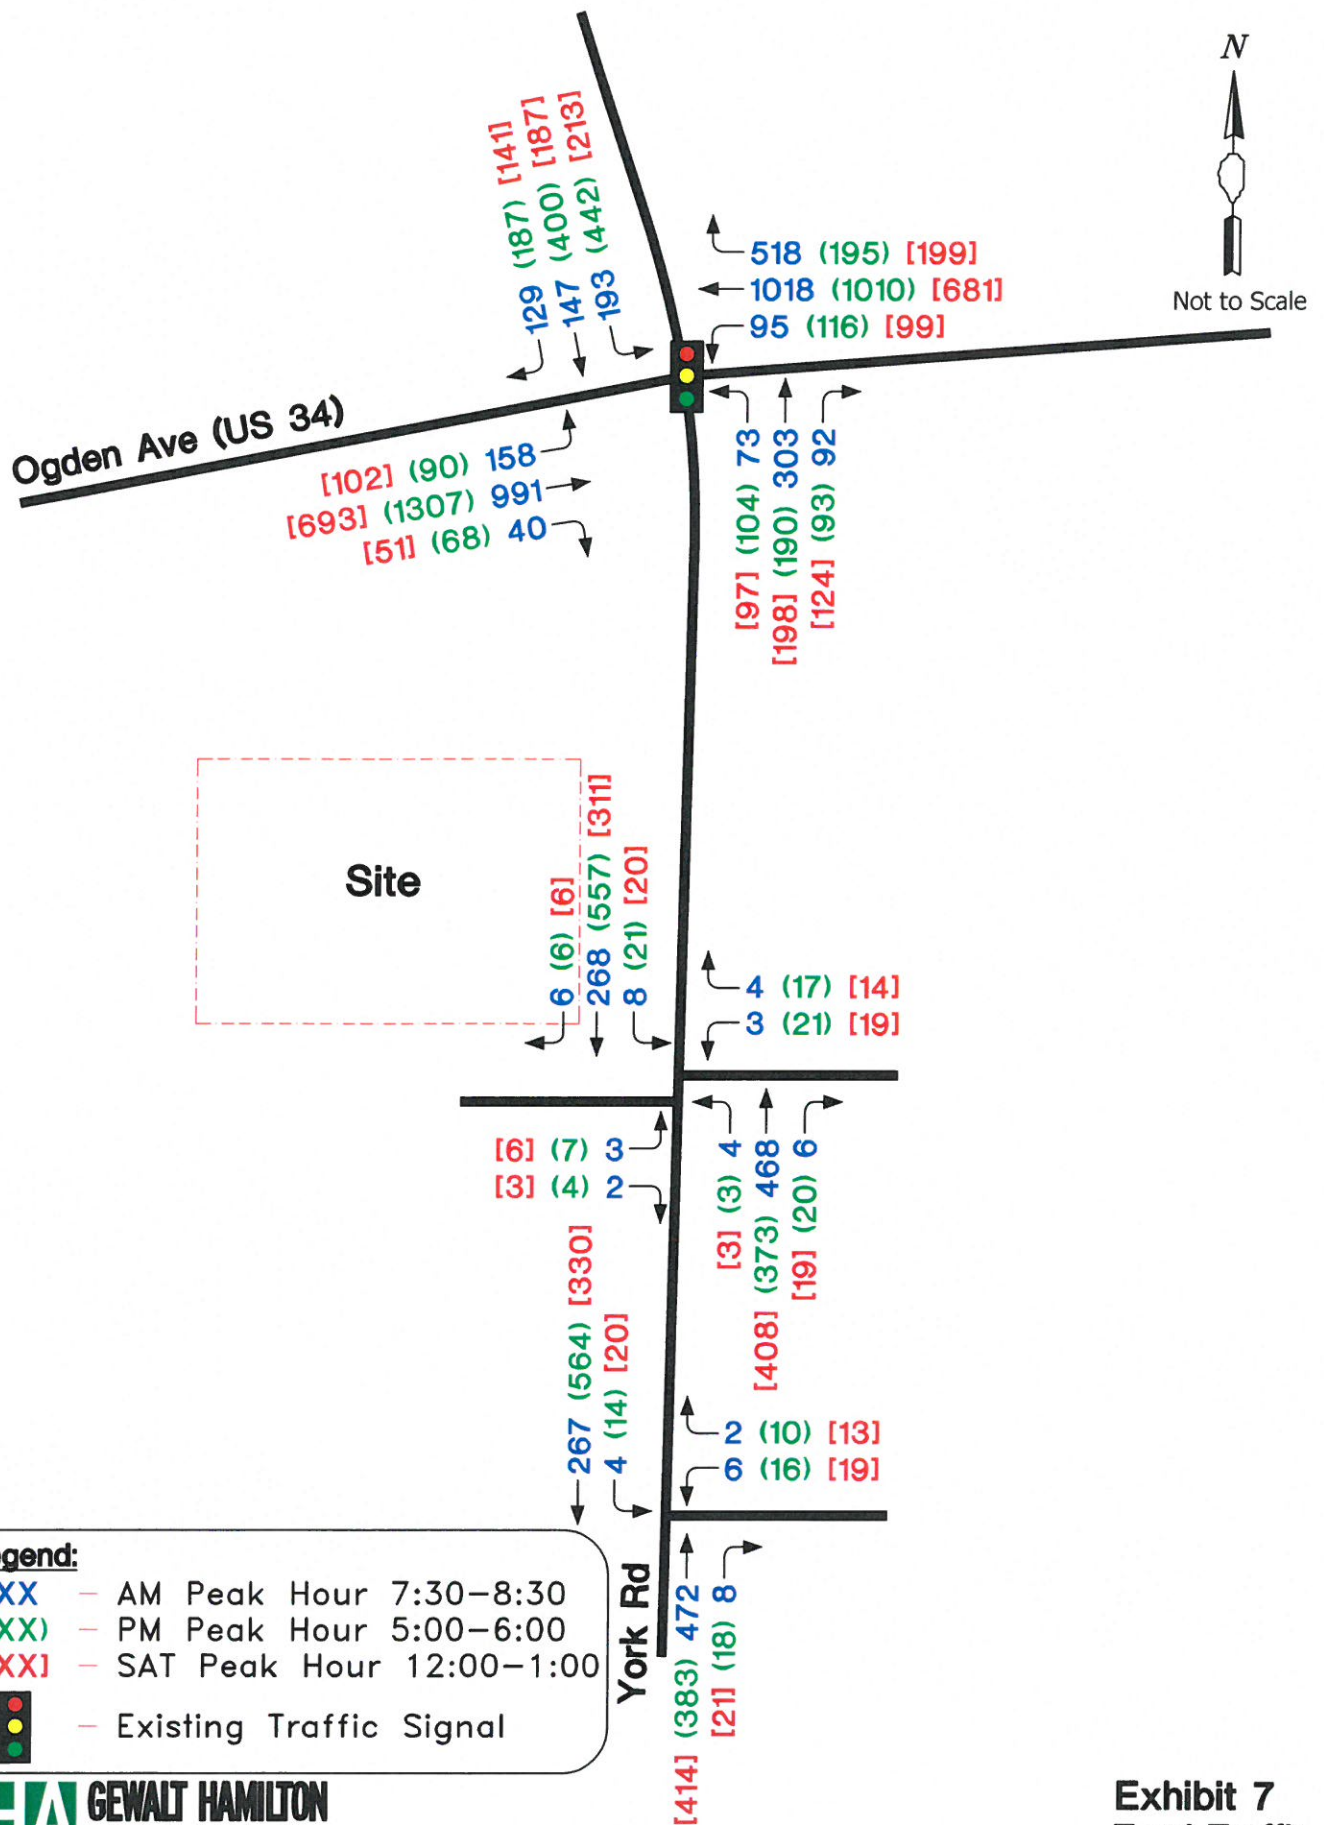 N
Not to Scale
129 (187) [141]
147 (400) [187]
193 (442) [213]
518 (195) [199]
1018 (1010) [681]
95 (116) [99]
Ogden Ave (US 34)
[102] (90) 158
[693] (1307) 991
[51] (68) 40
[97] (104) 73
[198] (190) 303
[124] (93) 92
Site
6 (6) [6]
268 (557) [311]
8 (21) [20]
4 (17) [14]
3 (21) [19]
[6] (7) 3
[3] (4) 2
[3] (3) 4
[408] (373) 468
[19] (20) 6
267 (564) [330]
4 (14) [20]
2 (10) [13]
6 (16) [19]
York Rd
[414] (383) 472
[21] (18) 8
egend:
XX - AM Peak Hour 7:30-8:30
XX) - PM Peak Hour 5:00-6:00
XX] - SAT Peak Hour 12:00-1:00
- Existing Traffic Signal
GEWALT HAMILTON
Exhibit 7